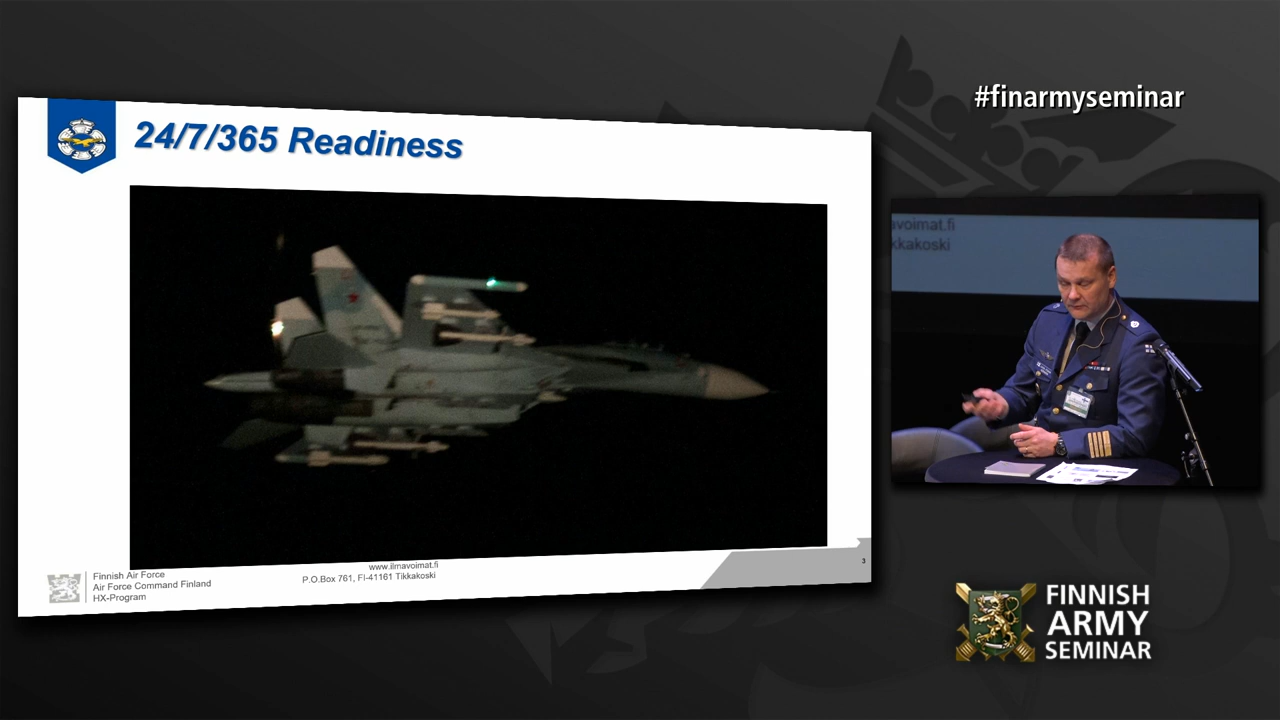 #finarmyseminar
24/7/365 Readiness
avoimat.fi
kkakoski
Finnish Air Force
Air Force Command Finland
HX-Program
www.ilmavoimat.fi
P.O.Box 761, FI-41161 Tikkakoski
3
FINNISH
ARMY
SEMINAR